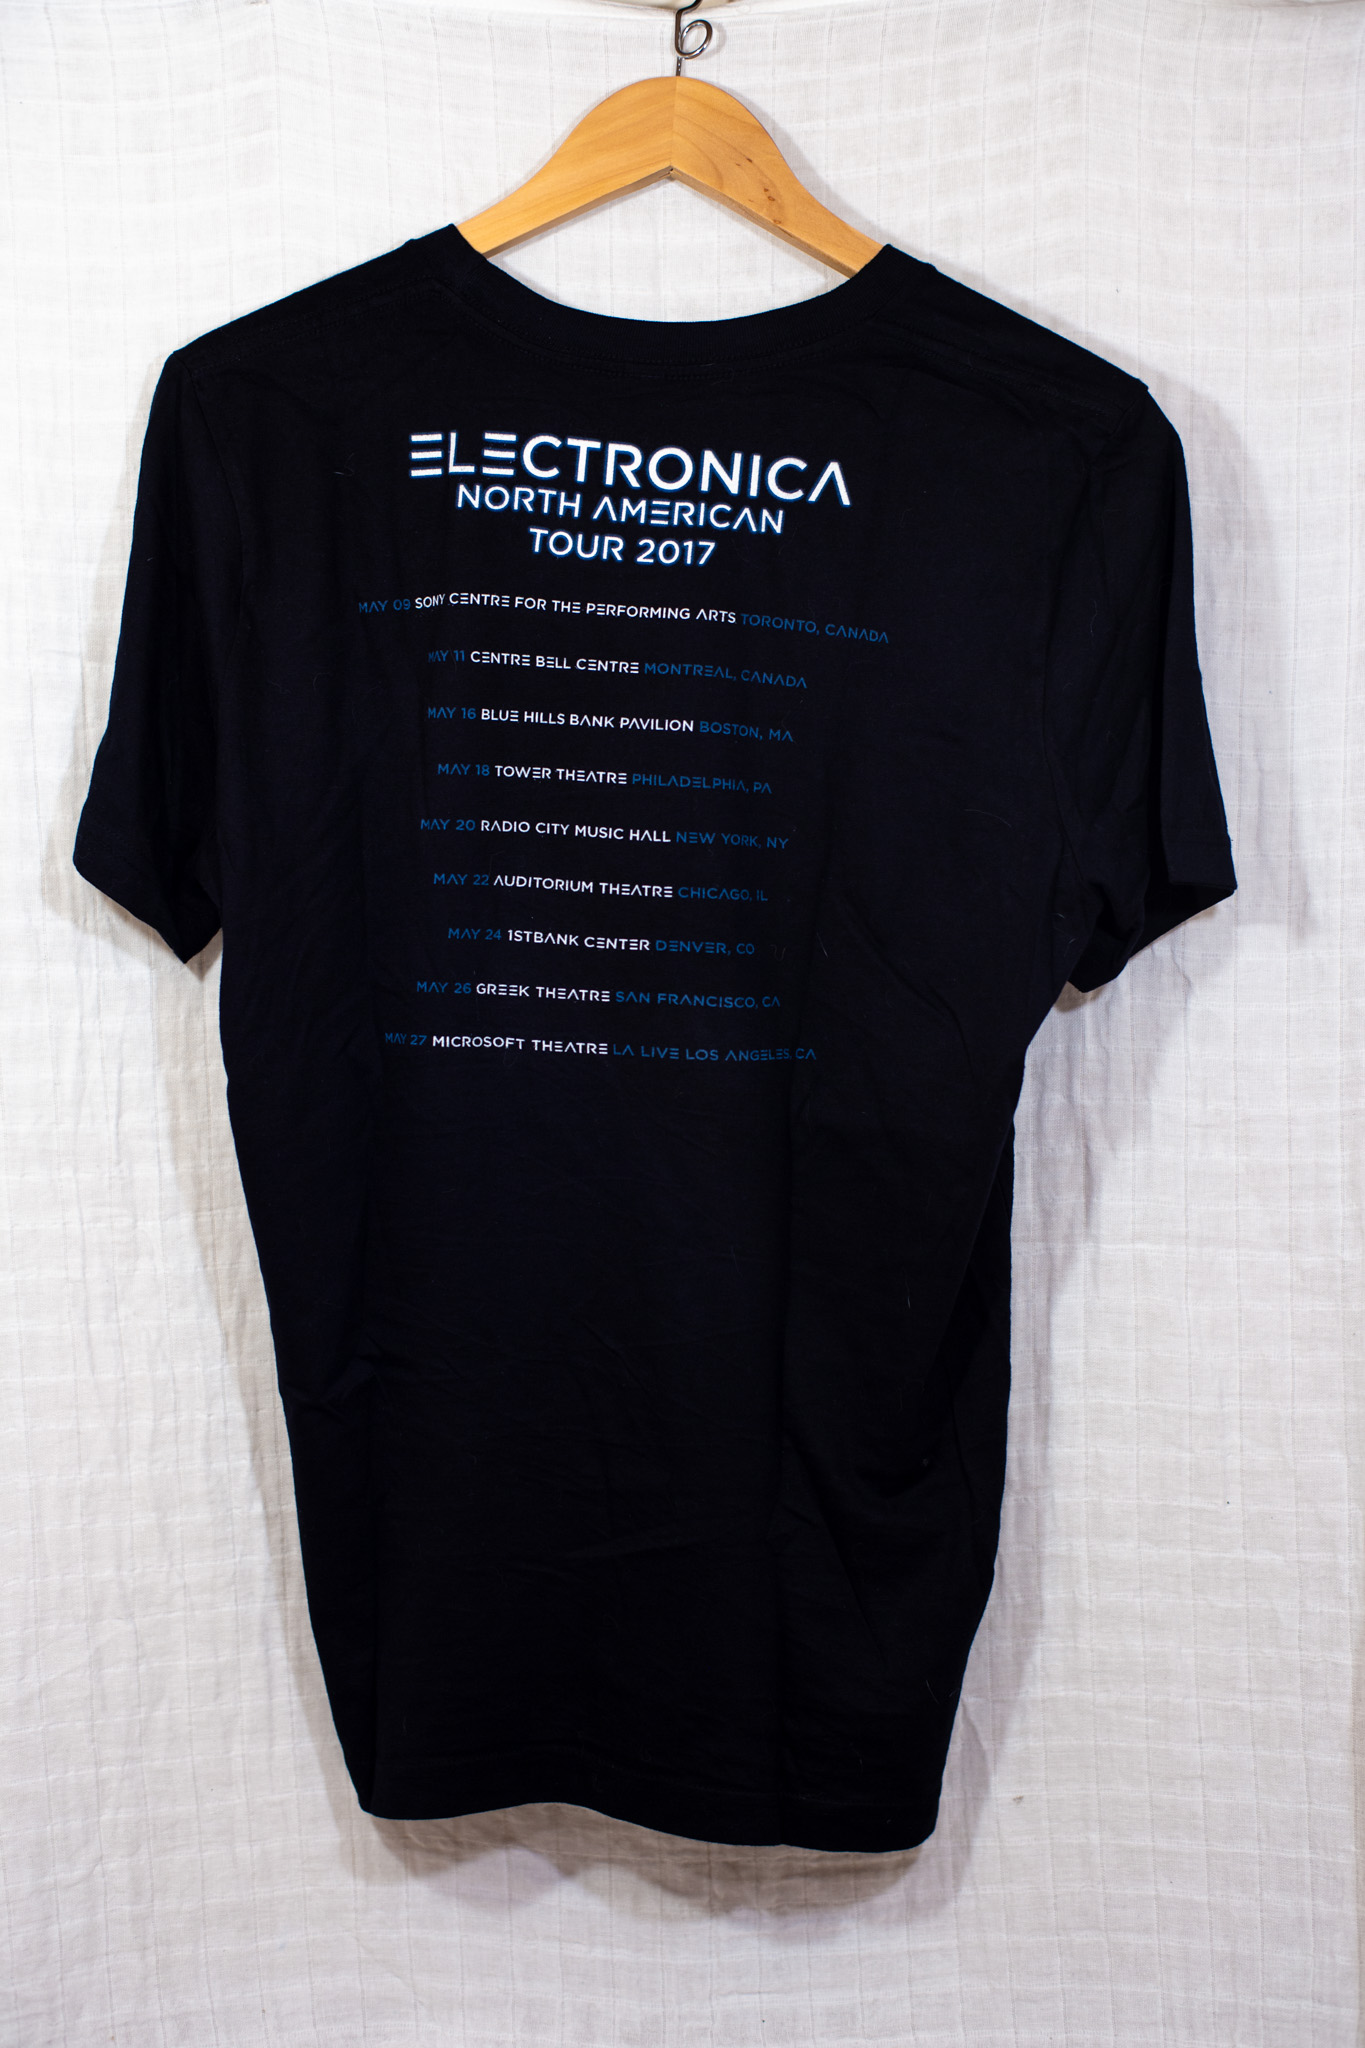 ELECTRONICA
NORTH AMERICAN
TOUR 2017
MAY 09 SONY CENTRE FOR THE PERFORMING ARTS TORONTO, CANADA
MAY 11 CENTRE BELL CENTRE MONTREAL, CANADA
MAY 16 BLUE HILLS BANK PAVILION BOSTON, MA
MAY 18 TOWER THEATRE PHILADELPHIA, PA
MAY 20 RADIO CITY MUSIC HALL NEW YORK, NY
MAY 22 AUDITORIUM THEATRE CHICAGO, IL
MAY 24 1STBANK CENTER DENVER, CO
MAY 26 GREEK THEATRE SAN FRANCISCO, CA
MAY 27 MICROSOFT THEATRE LA LIVE LOS ANGELES, CA